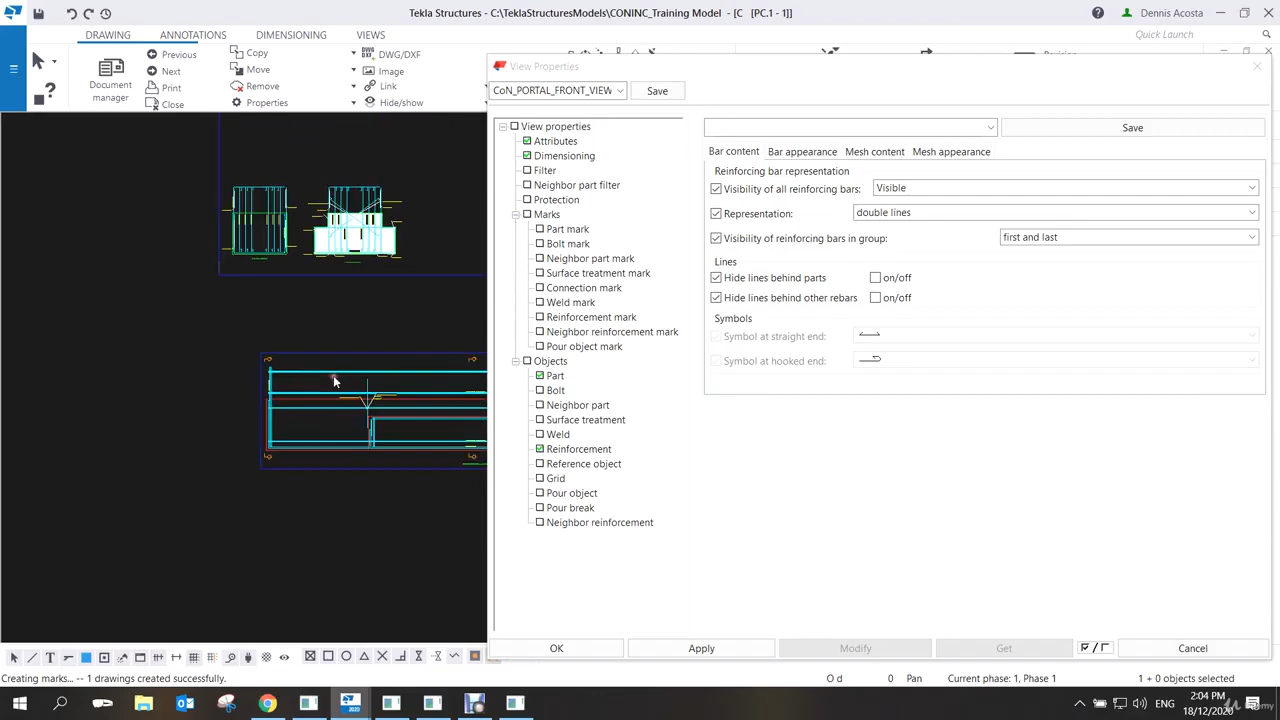 Tekla Structures - C:\TeklaStructuresModels\CONINC_Training Model - [C   [PC.1 - 1]]
Dennis Acosta
DRAWING ANNOTATIONS DIMENSIONING VIEWS
Quick Launch
Document manager
Previous
Next
Print
Close
Copy
Move
Remove
Properties
DWG/DXF
Image
Link
Hide/show
View Properties
CoN_PORTAL_FRONT_VIEW
Save
View properties
Attributes
Dimensioning
Filter
Neighbor part filter
Protection
Marks
Part mark
Bolt mark
Neighbor part mark
Surface treatment mark
Connection mark
Weld mark
Reinforcement mark
Neighbor reinforcement mark
Pour object mark
Objects
Part
Bolt
Neighbor part
Surface treatment
Weld
Reinforcement
Reference object
Grid
Pour object
Pour break
Neighbor reinforcement
Save
Bar content Bar appearance Mesh content Mesh appearance
Reinforcing bar representation
Visibility of all reinforcing bars: Visible
Representation: double lines
Visibility of reinforcing bars in group: first and last
Lines
Hide lines behind parts on/off
Hide lines behind other rebars on/off
Symbols
Symbol at straight end:
Symbol at hooked end:
OK Apply Modify Get Cancel
Creating marks... -- 1 drawings created successfully.
O d 0 Pan Current phase: 1, Phase 1 1 + 0 objects selected
ENG
2:04 PM
18/12/2020